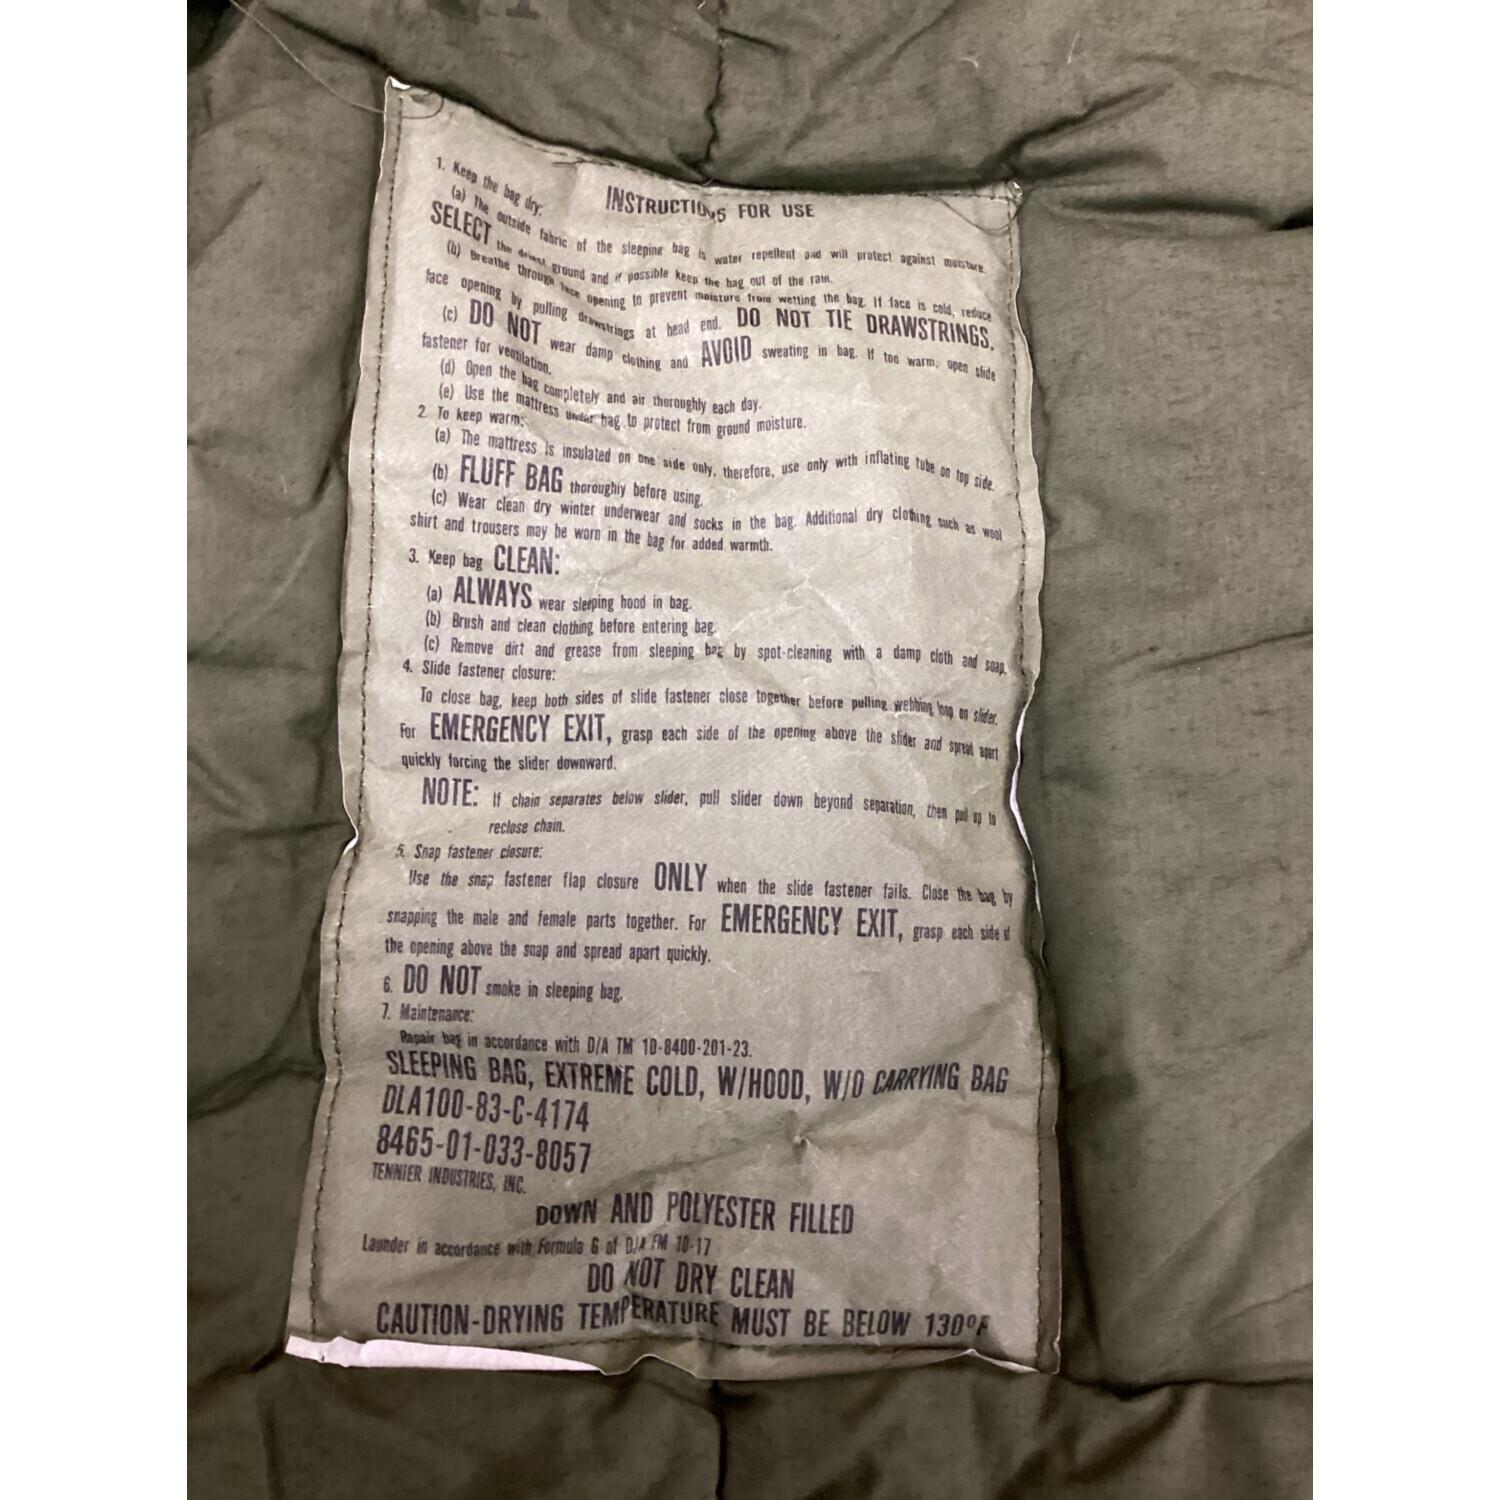 INSTRUCTIONS FOR USE
1. Keep the bag dry:
(a) The outside fabric of the sleeping bag is water repellent and will protect against moisture.
SELECT the driest ground and if possible keep the bag out of the rain.
(b) Breathe through face opening to prevent moisture from wetting the bag. If face is cold, reduce
face opening by pulling drawstrings at head end. DO NOT TIE DRAWSTRINGS.
(c) DO NOT wear damp clothing and AVOID sweating in bag. If too warm, open slide
fastener for ventilation.
(d) Open the bag completely and air thoroughly each day.
(e) Use the mattress under bag to protect from ground moisture.
2. To keep warm:
(a) The mattress is insulated on one side only, therefore, use only with inflating tube on top side.
(b) FLUFF BAG thoroughly before using.
(c) Wear clean dry winter underwear and socks in the bag. Additional dry clothing such as wool
shirt and trousers may be worn in the bag for added warmth.
3. Keep bag CLEAN:
(a) ALWAYS wear sleeping hood in bag.
(b) Brush and clean clothing before entering bag.
(c) Remove dirt and grease from sleeping bag by spot-cleaning with a damp cloth and soap.
4. Slide fastener closure:
To close bag, keep both sides of slide fastener close together before pulling webbing loop on slider.
For EMERGENCY EXIT, grasp each side of the opening above the slider and spread apart
quickly forcing the slider downward.
NOTE: If chain separates below slider, pull slider down beyond separation, then pull up to
reclose chain.
5. Snap fastener closure:
Use the snap fastener flap closure ONLY when the slide fastener fails. Close the bag by
snapping the male and female parts together. For EMERGENCY EXIT, grasp each side of
the opening above the snap and spread apart quickly.
6. DO NOT smoke in sleeping bag.
7. Maintenance:
Repair bag in accordance with D/A TM 10-8400-201-23.
SLEEPING BAG, EXTREME COLD, W/HOOD, W/O CARRYING BAG
DLA100-83-C-4174
8465-01-033-8057
TENNIER INDUSTRIES, INC.
DOWN AND POLYESTER FILLED
Launder in accordance with Formula 6 of D/A FM 10-17
DO NOT DRY CLEAN
CAUTION-DRYING TEMPERATURE MUST BE BELOW 130ºF